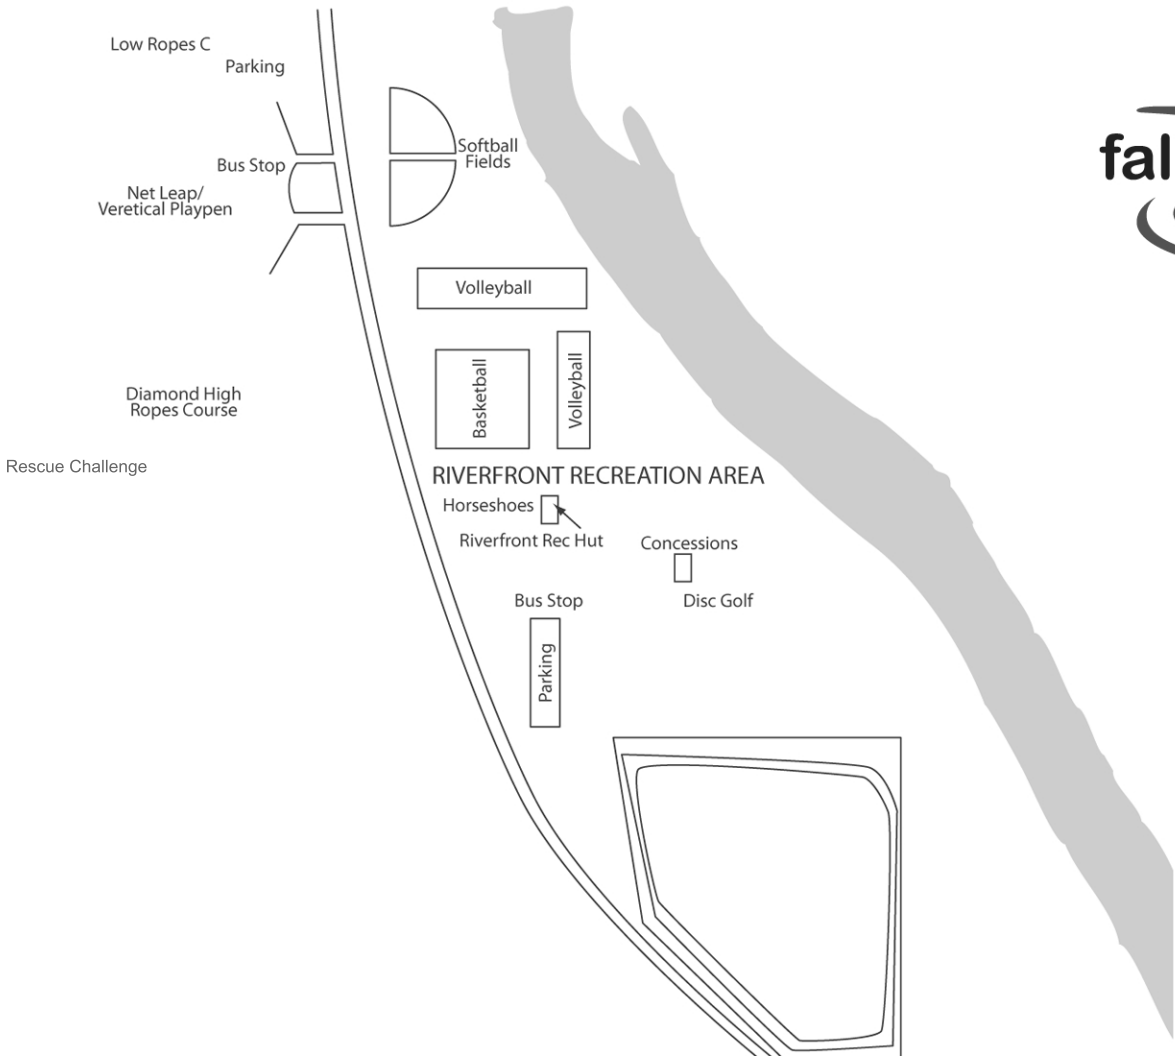 Low Ropes C
Parking
Softball
Fields
Bus Stop
Net Leap/
Veretical Playpen
Volleyball
Basketball
Volleyball
Diamond High
Ropes Course
Rescue Challenge
RIVERFRONT RECREATION AREA
Horseshoes
Riverfront Rec Hut
Concessions
Bus Stop
Disc Golf
Parking
fal